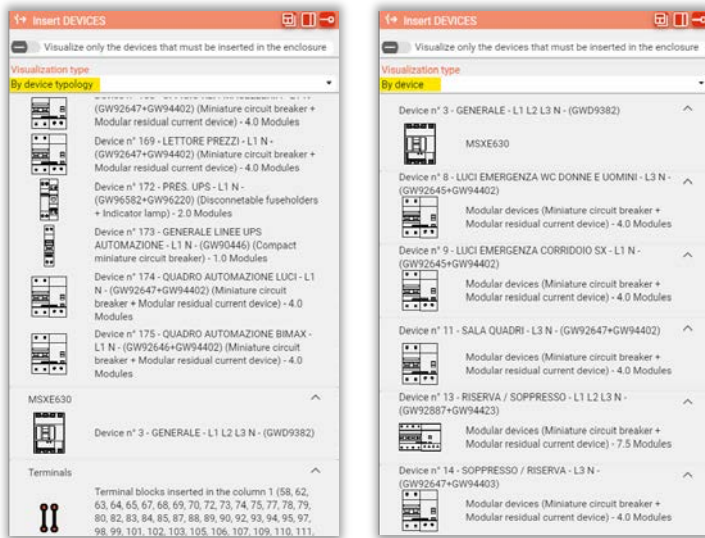 Insert DEVICES
Visualize only the devices that must be inserted in the enclosure
Visualization type
By device typology
(GW92647+GW94402) (Miniature circuit breaker +
Modular residual current device) - 4.0 Modules
Device n° 169 - LETTORE PREZZI - L1 N -
(GW92647+GW94402) (Miniature circuit breaker +
Modular residual current device) - 4.0 Modules
Device n° 172 - PRES. UPS - L1 N -
(GW96582+GW96220) (Disconnetable fuseholders
+ Indicator lamp) - 2.0 Modules
Device n° 173 - GENERALE LINEE UPS
AUTOMAZIONE - L1 N - (GW90446) (Compact
miniature circuit breaker) - 1.0 Modules
Device n° 174 - QUADRO AUTOMAZIONE LUCI - L1
N - (GW92647+GW94402) (Miniature circuit
breaker + Modular residual current device) - 4.0
Modules
Device n° 175 - QUADRO AUTOMAZIONE BIMAX -
L1 N - (GW92646+GW94402) (Miniature circuit
breaker + Modular residual current device) - 4.0
Modules
MSXE630
Device n° 3 - GENERALE - L1 L2 L3 N - (GWD9382)
Terminals
Terminal blocks inserted in the column 1 (58, 62,
63, 64, 65, 67, 68, 69, 70, 72, 73, 74, 75, 77, 78, 79,
80, 82, 83, 84, 85, 87, 88, 89, 90, 92, 93, 94, 95, 97,
98, 99, 101, 102, 103, 105, 106, 107, 109, 110, 111,
Insert DEVICES
Visualize only the devices that must be inserted in the enclosure
Visualization type
By device
Device n° 3 - GENERALE - L1 L2 L3 N - (GWD9382)
MSXE630
Device n° 8 - LUCI EMERGENZA WC DONNE E UOMINI - L3 N -
(GW92645+GW94402)
Modular devices (Miniature circuit breaker +
Modular residual current device) - 4.0 Modules
Device n° 9 - LUCI EMERGENZA CORRIDOIO SX - L1 N -
(GW92645+GW94402)
Modular devices (Miniature circuit breaker +
Modular residual current device) - 4.0 Modules
Device n° 11 - SALA QUADRI - L3 N - (GW92647+GW94402)
Modular devices (Miniature circuit breaker +
Modular residual current device) - 4.0 Modules
Device n° 13 - RISERVA / SOPPRESSO - L1 L2 L3 N -
(GW92887+GW94423)
Modular devices (Miniature circuit breaker +
Modular residual current device) - 7.5 Modules
Device n° 14 - SOPPRESSO / RISERVA - L3 N -
(GW92647+GW94403)
Modular devices (Miniature circuit breaker +
Modular residual current device) - 4.0 Modules